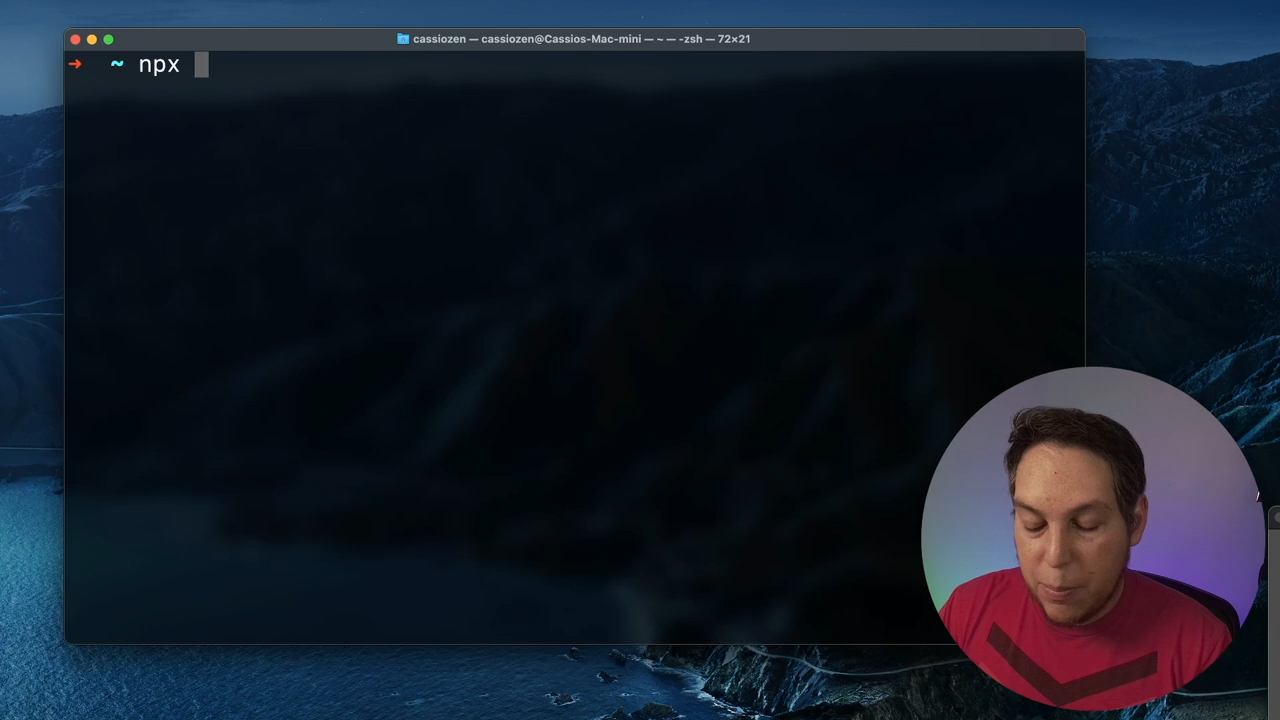 cassiozen — cassiozen@Cassios-Mac-mini — ~ — -zsh — 72×21
➜ ~ npx